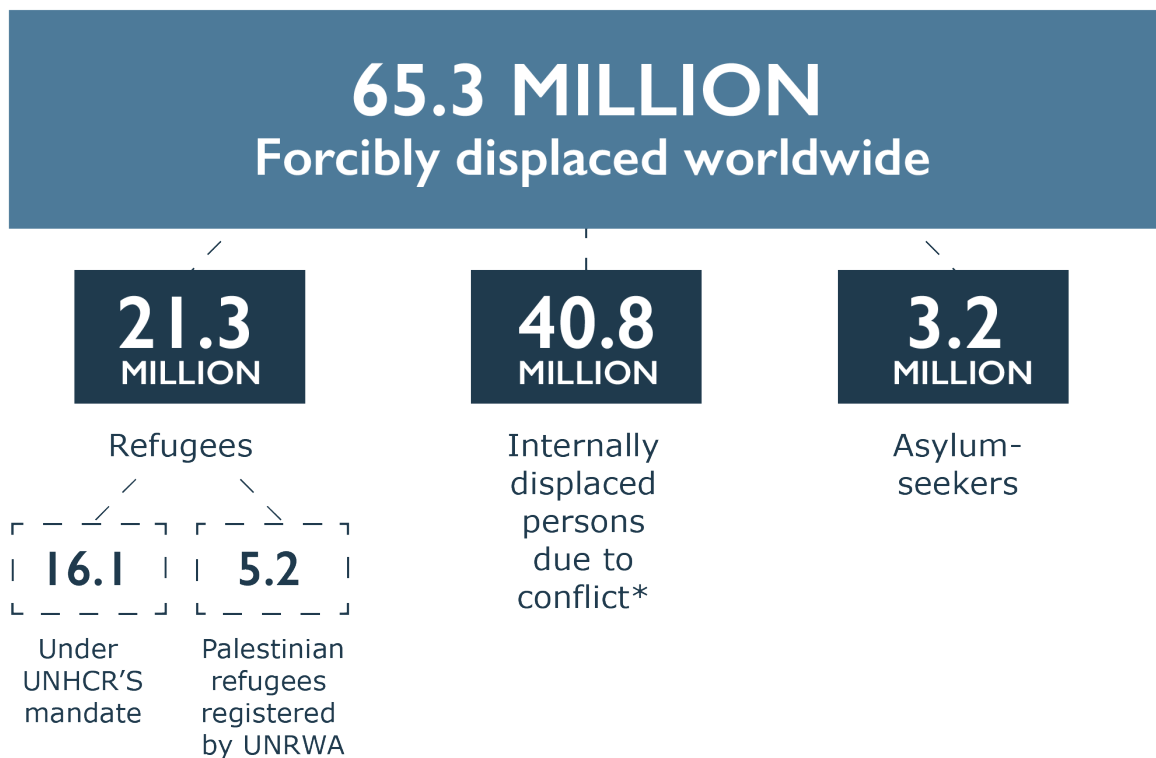 65.3 MILLION
Forcibly displaced worldwide
21.3
MILLION
Refugees
16.1
Under
UNHCR’S
mandate
5.2
Palestinian
refugees
registered
by UNRWA
40.8
MILLION
Internally
displaced
persons
due to
conflict*
3.2
MILLION
Asylum-
seekers